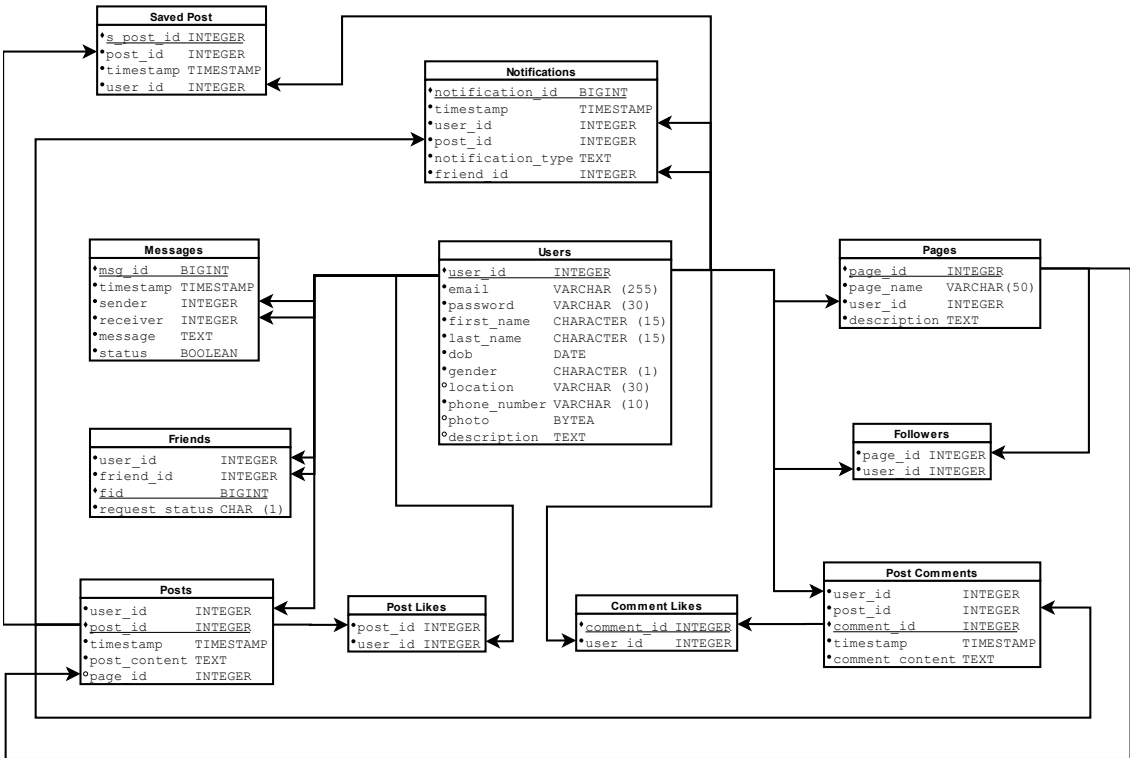 Saved Post
s_post_id INTEGER
post_id INTEGER
timestamp TIMESTAMP
user_id INTEGER
Notifications
notification_id BIGINT
timestamp TIMESTAMP
user_id INTEGER
post_id INTEGER
notification_type TEXT
friend_id INTEGER
Messages
msg_id BIGINT
timestamp TIMESTAMP
sender INTEGER
receiver INTEGER
message TEXT
status BOOLEAN
Users
user_id INTEGER
email VARCHAR (255)
password VARCHAR (30)
first_name CHARACTER (15)
last_name CHARACTER (15)
dob DATE
gender CHARACTER (1)
location VARCHAR (30)
phone_number VARCHAR (10)
photo BYTEA
description TEXT
Pages
page_id INTEGER
page_name VARCHAR(50)
user_id INTEGER
description TEXT
Friends
user_id INTEGER
friend_id INTEGER
fid BIGINT
request_status CHAR (1)
Followers
page_id INTEGER
user_id INTEGER
Posts
user_id INTEGER
post_id INTEGER
timestamp TIMESTAMP
post_content TEXT
page_id INTEGER
Post Likes
post_id INTEGER
user_id INTEGER
Comment Likes
comment_id INTEGER
user_id INTEGER
Post Comments
user_id INTEGER
post_id INTEGER
comment_id INTEGER
timestamp TIMESTAMP
comment_content TEXT